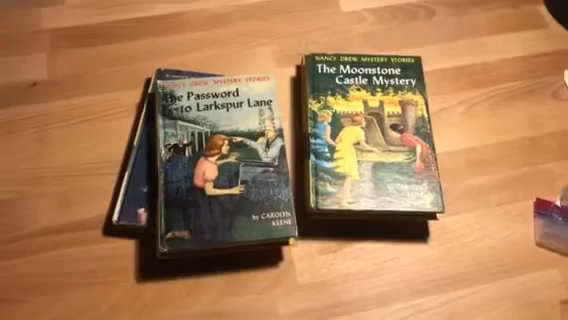 NANCY DREW MYSTERY STORIES
The Password
to Larkspur Lane
by CAROLYN
KEENE
NANCY DREW MYSTERY STORIES
The Moonstone
Castle Mystery